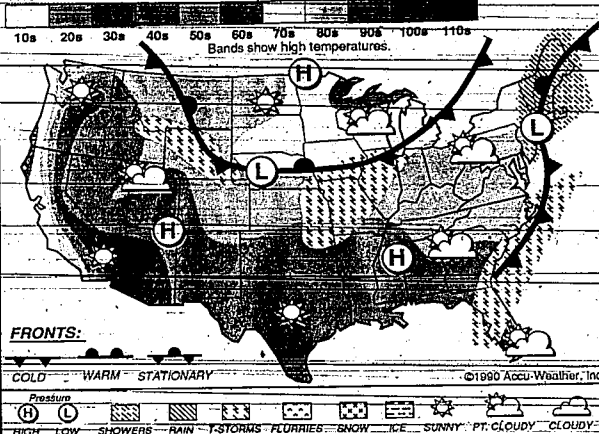 10s 20s 30s 40s 50s 60s 70s 80s 90s 100s 110s
Bands show high temperatures.
H
L
H
L
H
FRONTS:
COLD WARM STATIONARY
©1990 Accu-Weather, Inc
Pressure
H L
HIGH LOW SHOWERS RAIN T-STORMS FLURRIES SNOW ICE SUNNY PT. CLOUDY CLOUDY